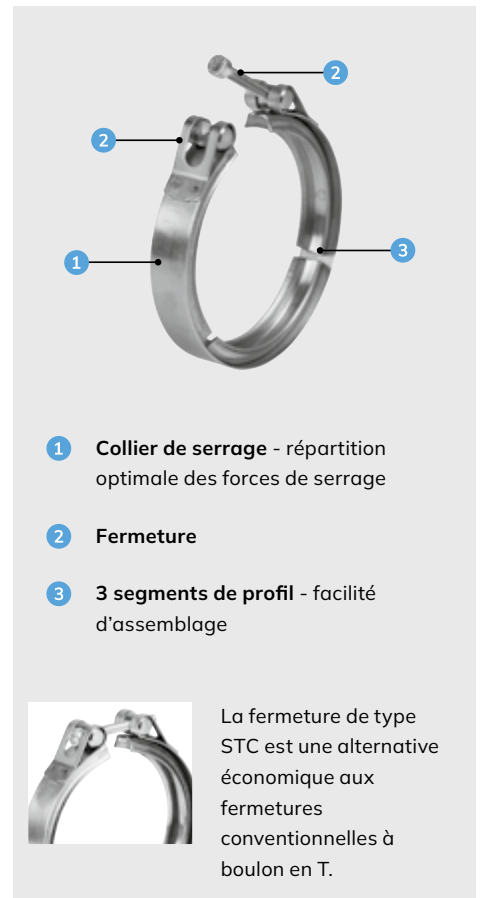 2
2
1
3
1 Collier de serrage - répartition
optimale des forces de serrage
2 Fermeture
3 3 segments de profil - facilité
d'assemblage
La fermeture de type
STC est une alternative
économique aux
fermetures
conventionnelles à
boulon en T.